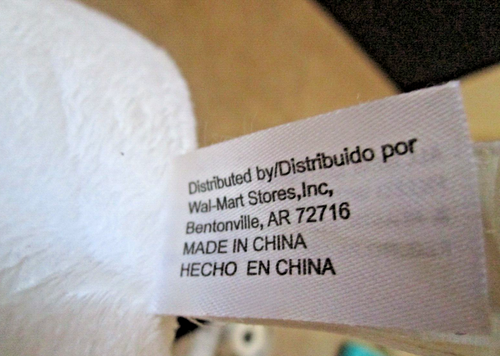 Distributed by/Distribuido por
Wal-Mart Stores,Inc,
Bentonville, AR 72716
MADE IN CHINA
HECHO EN CHINA